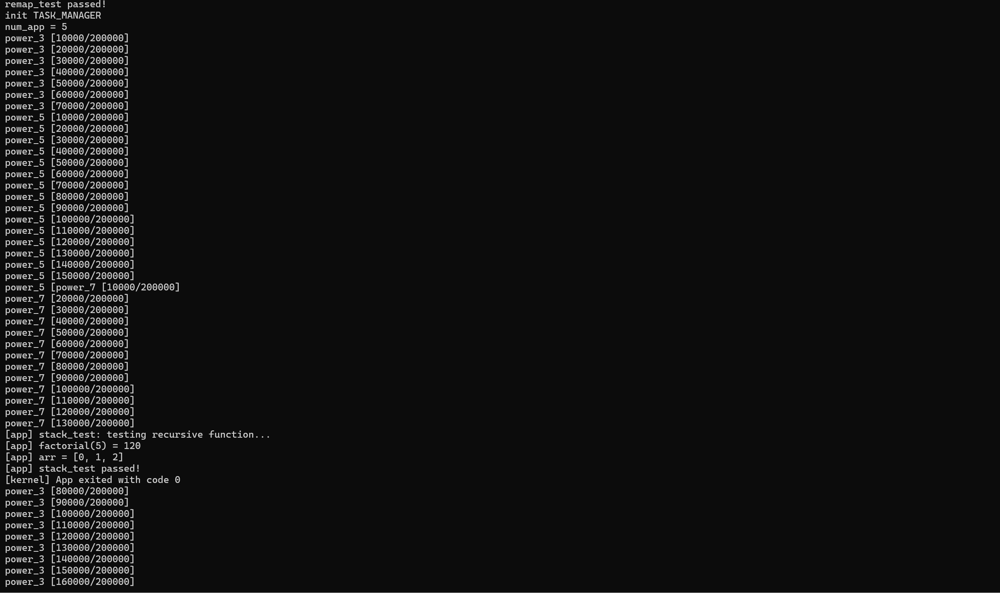 remap_test passed!
init TASK_MANAGER
num_app = 5
power_3 [10000/200000]
power_3 [20000/200000]
power_3 [30000/200000]
power_3 [40000/200000]
power_3 [50000/200000]
power_3 [60000/200000]
power_3 [70000/200000]
power_5 [10000/200000]
power_5 [20000/200000]
power_5 [30000/200000]
power_5 [40000/200000]
power_5 [50000/200000]
power_5 [60000/200000]
power_5 [70000/200000]
power_5 [80000/200000]
power_5 [90000/200000]
power_5 [100000/200000]
power_5 [110000/200000]
power_5 [120000/200000]
power_5 [130000/200000]
power_5 [140000/200000]
power_5 [150000/200000]
power_5 [power_7 [10000/200000]
power_7 [20000/200000]
power_7 [30000/200000]
power_7 [40000/200000]
power_7 [50000/200000]
power_7 [60000/200000]
power_7 [70000/200000]
power_7 [80000/200000]
power_7 [90000/200000]
power_7 [100000/200000]
power_7 [110000/200000]
power_7 [120000/200000]
power_7 [130000/200000]
[app] stack_test: testing recursive function...
[app] factorial(5) = 120
[app] arr = [0, 1, 2]
[app] stack_test passed!
[kernel] App exited with code 0
power_3 [80000/200000]
power_3 [90000/200000]
power_3 [100000/200000]
power_3 [110000/200000]
power_3 [120000/200000]
power_3 [130000/200000]
power_3 [140000/200000]
power_3 [150000/200000]
power_3 [160000/200000]